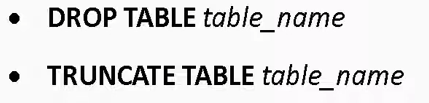 • DROP TABLE table_name
• TRUNCATE TABLE table_name